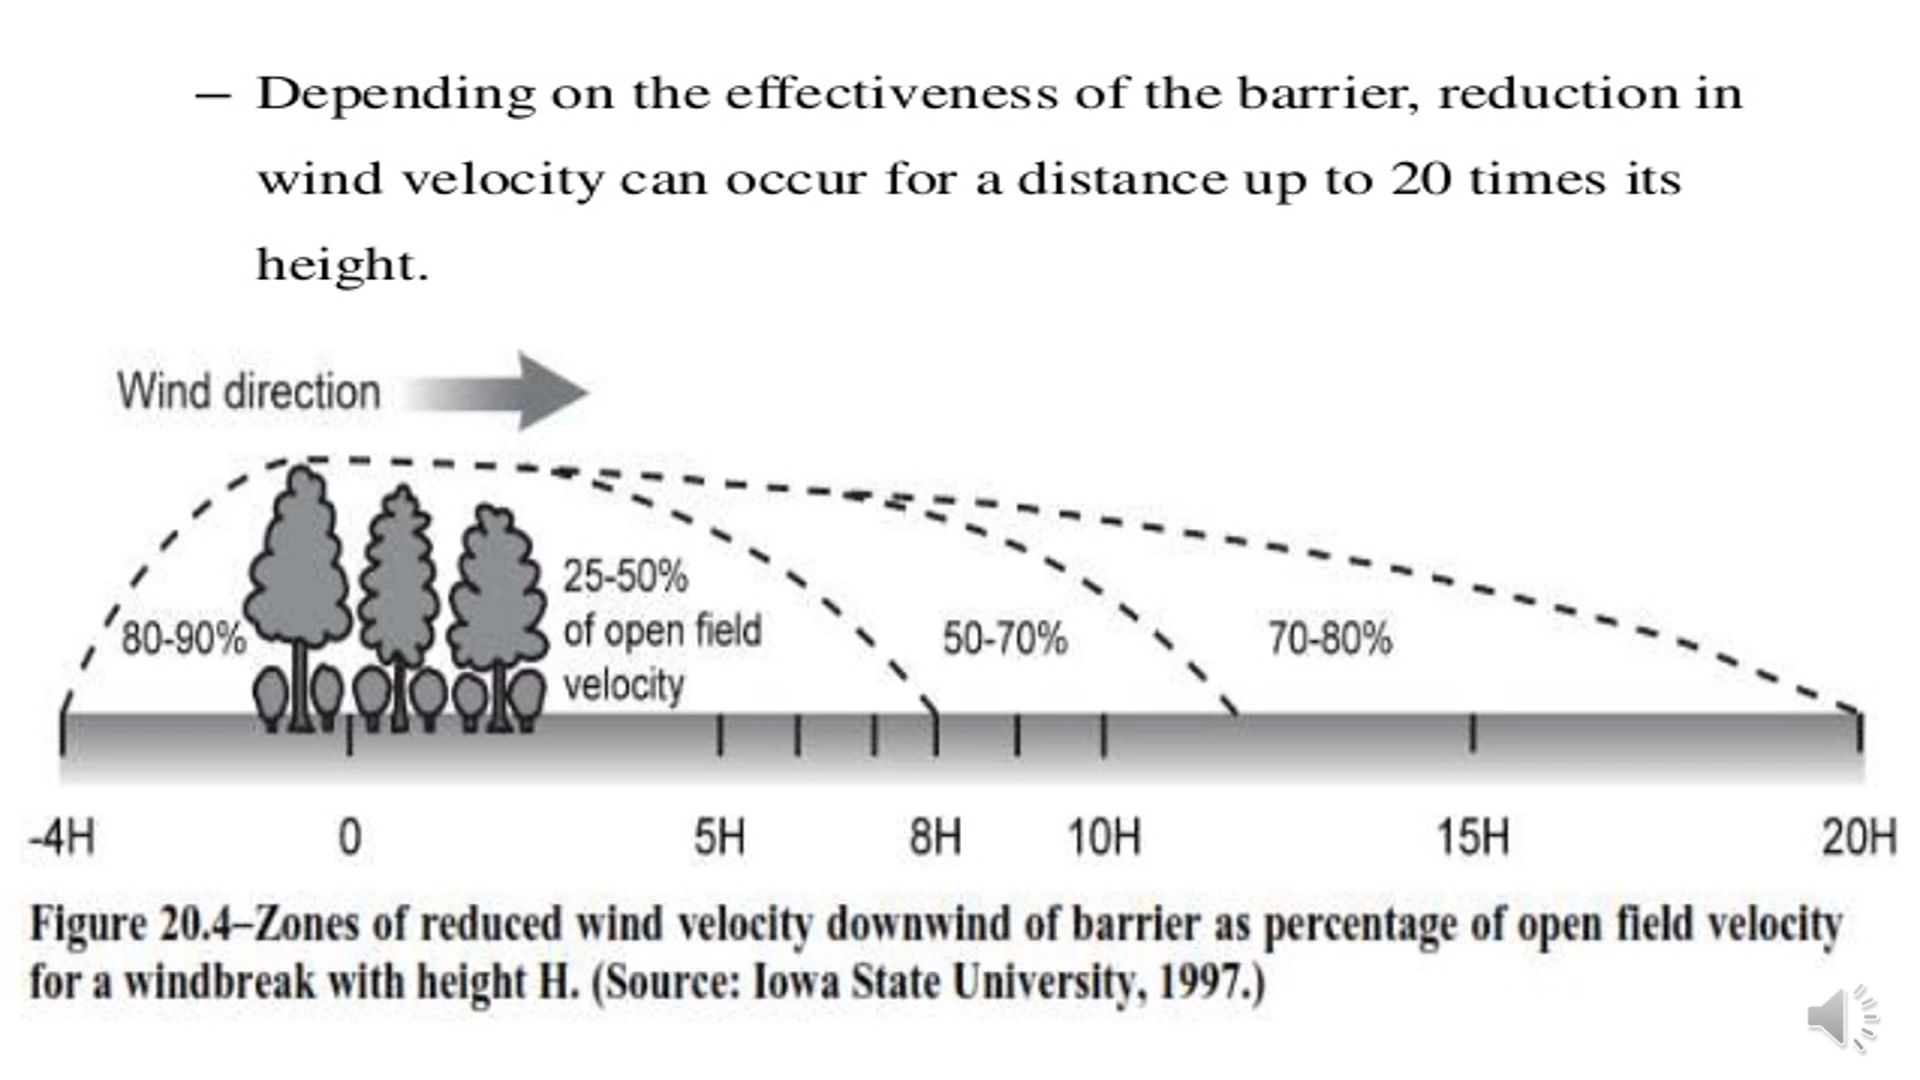 – Depending on the effectiveness of the barrier, reduction in
wind velocity can occur for a distance up to 20 times its
height.
Wind direction
80-90%
25-50%
of open field
velocity
50-70%
70-80%
-4H 0 5H 8H 10H 15H 20H
Figure 20.4–Zones of reduced wind velocity downwind of barrier as percentage of open field velocity
for a windbreak with height H. (Source: Iowa State University, 1997.)